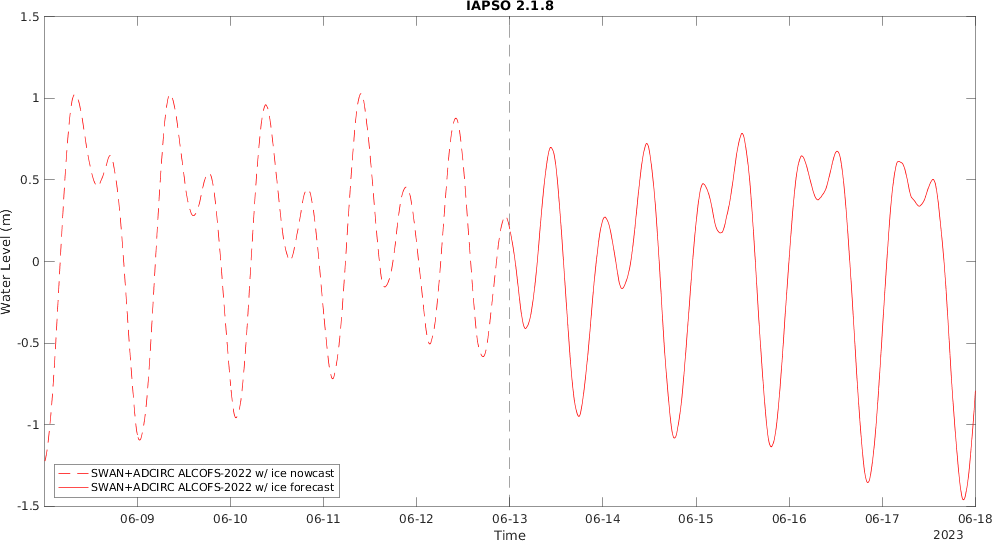 IAPSO 2.1.8
1.5
1
0.5
0
-0.5
-1
-1.5
Water Level (m)
SWAN+ADCIRC ALCOFS-2022 w/ ice nowcast
SWAN+ADCIRC ALCOFS-2022 w/ ice forecast
06-09 06-10 06-11 06-12 06-13 06-14 06-15 06-16 06-17 06-18
Time
2023